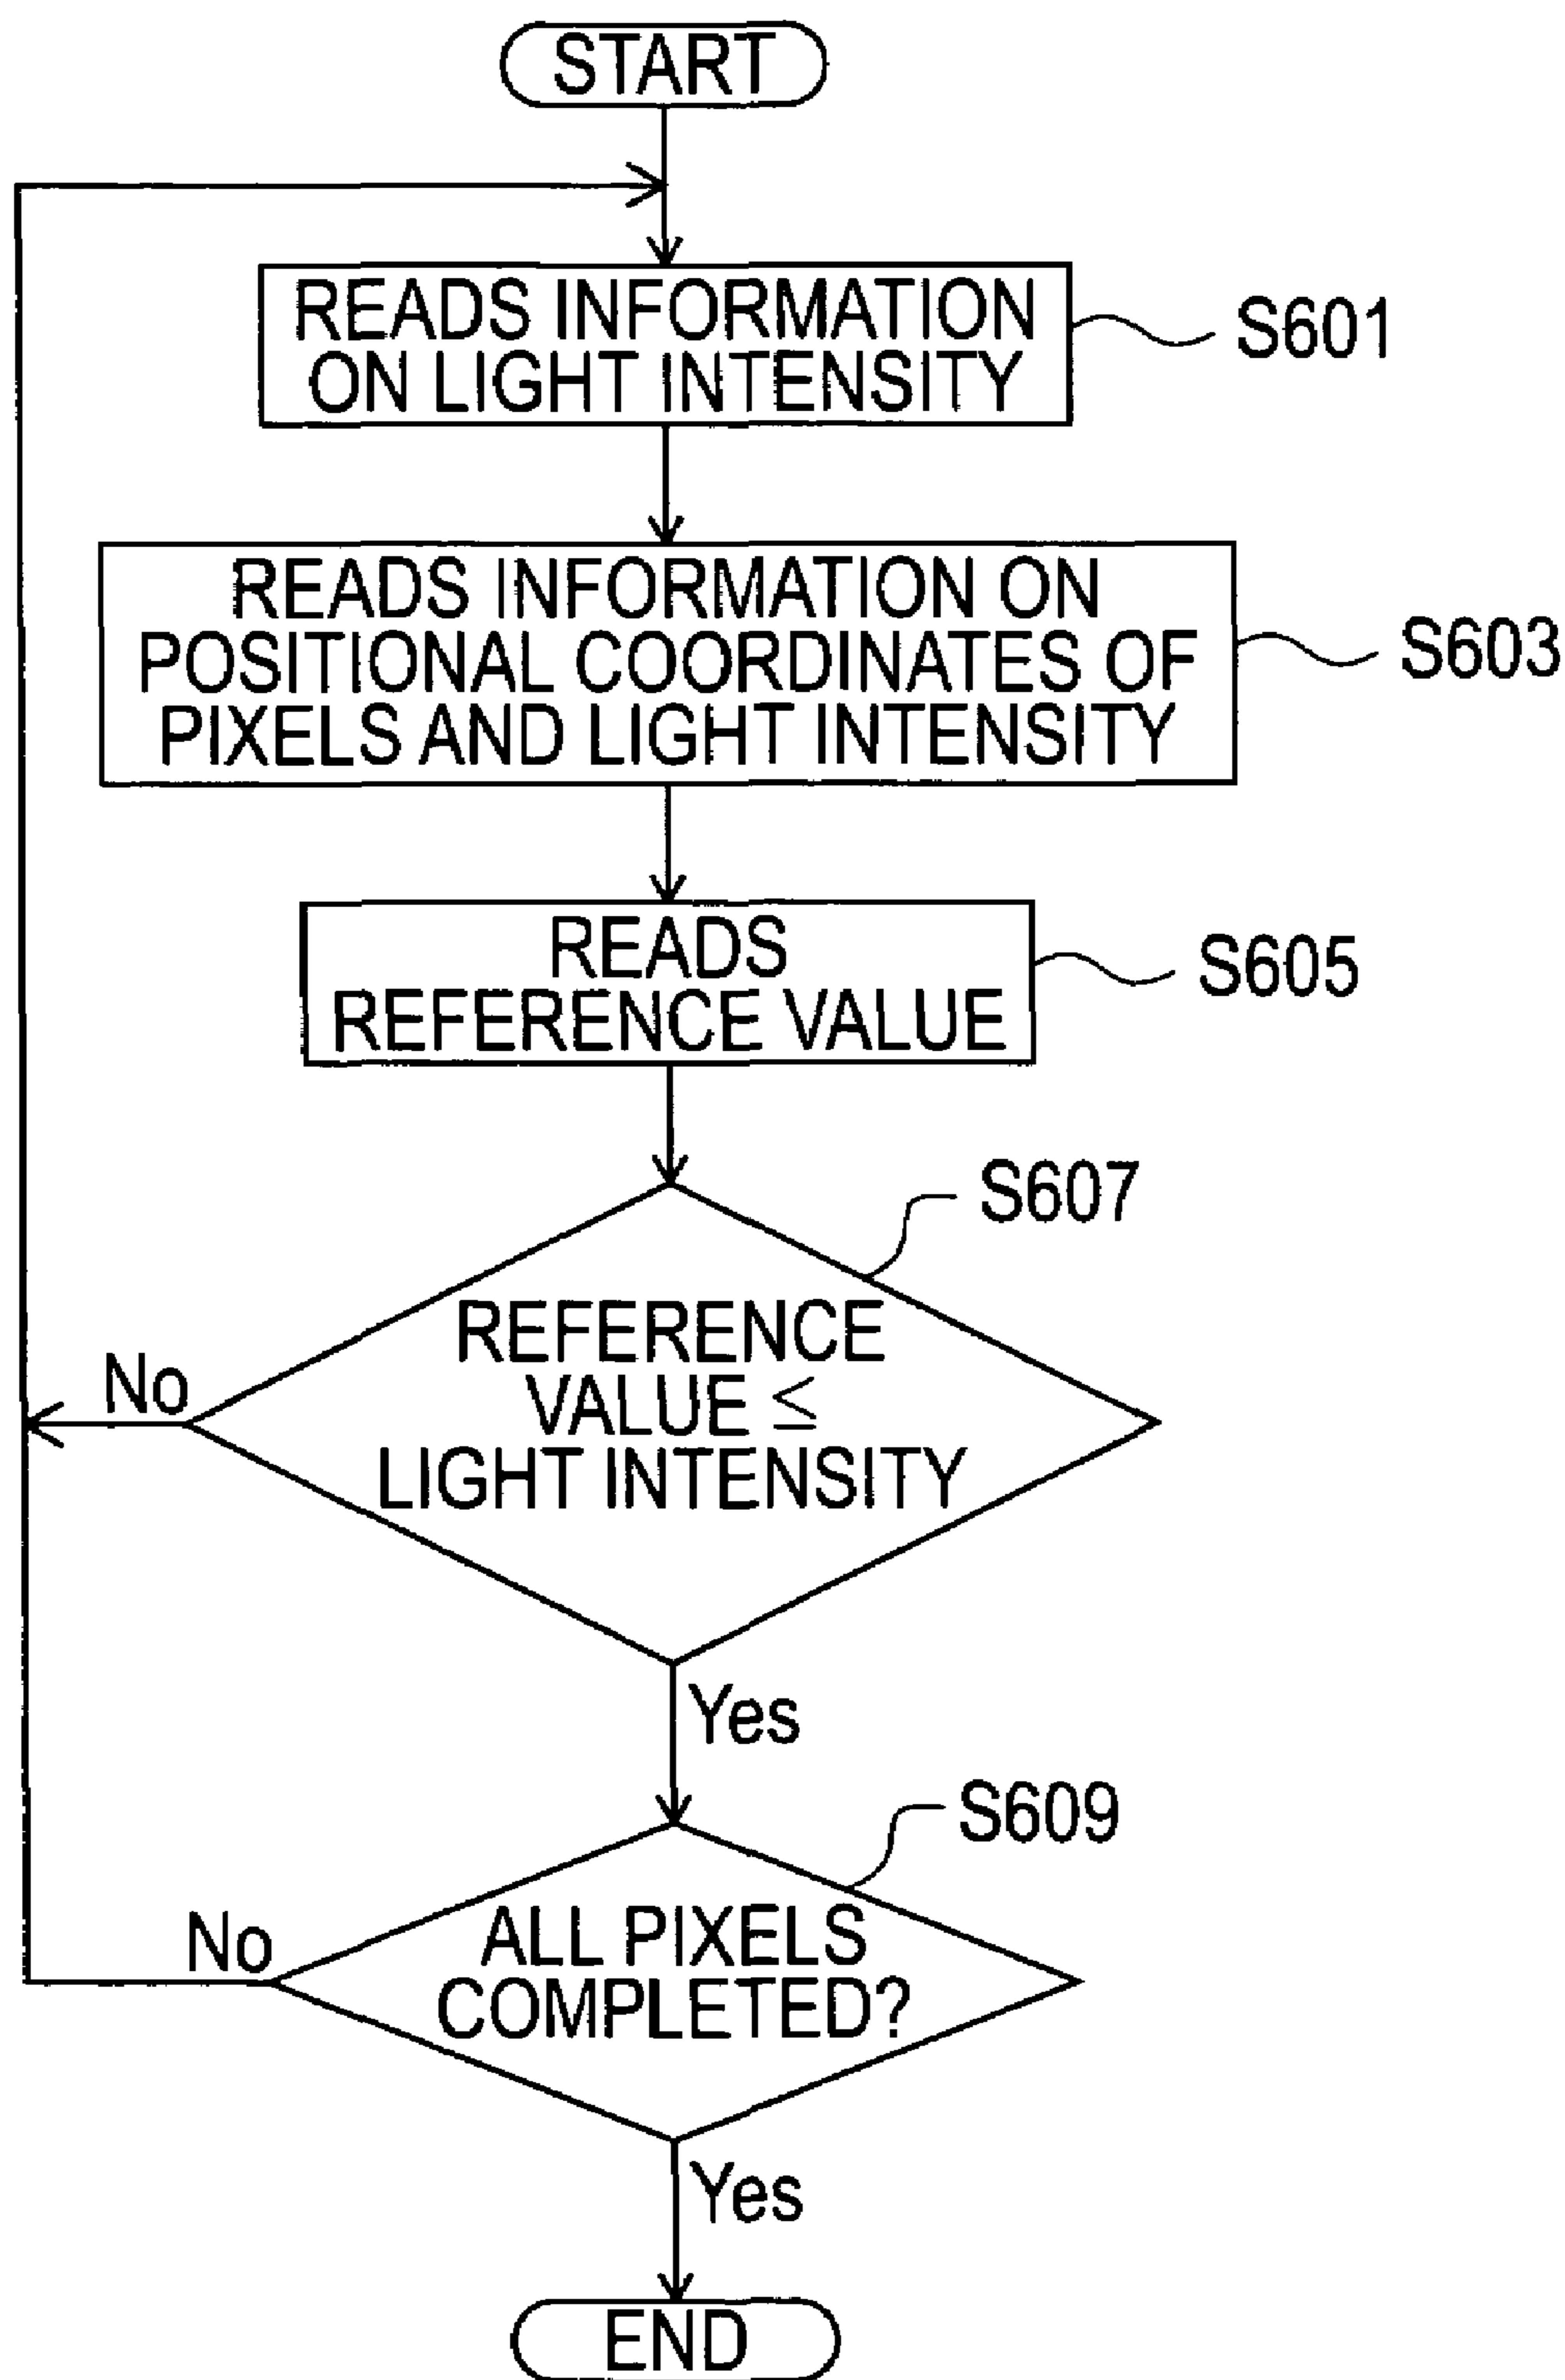 START
READS INFORMATION
ON LIGHT INTENSITY
S601
READS INFORMATION ON
POSITIONAL COORDINATES OF
PIXELS AND LIGHT INTENSITY
S603
READS
REFERENCE VALUE
S605
S607
REFERENCE
VALUE ≤
LIGHT INTENSITY
No
Yes
S609
ALL PIXELS
COMPLETED?
No
Yes
END